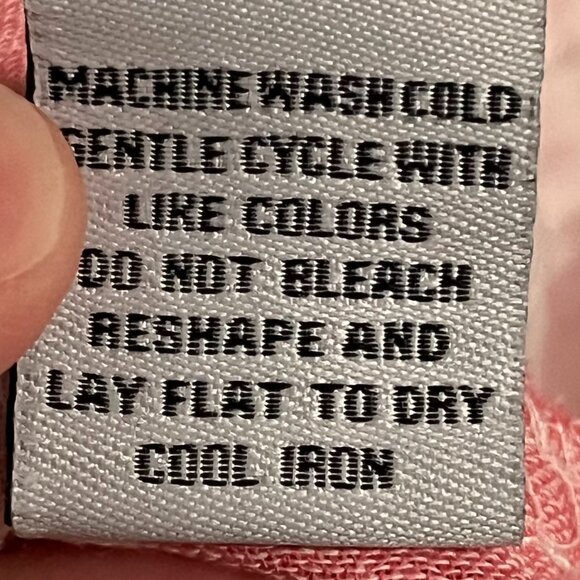 MACHINE WASH COLD
GENTLE CYCLE WITH
LIKE COLORS
DO NOT BLEACH
RESHAPE AND
LAY FLAT TO DRY
COOL IRON